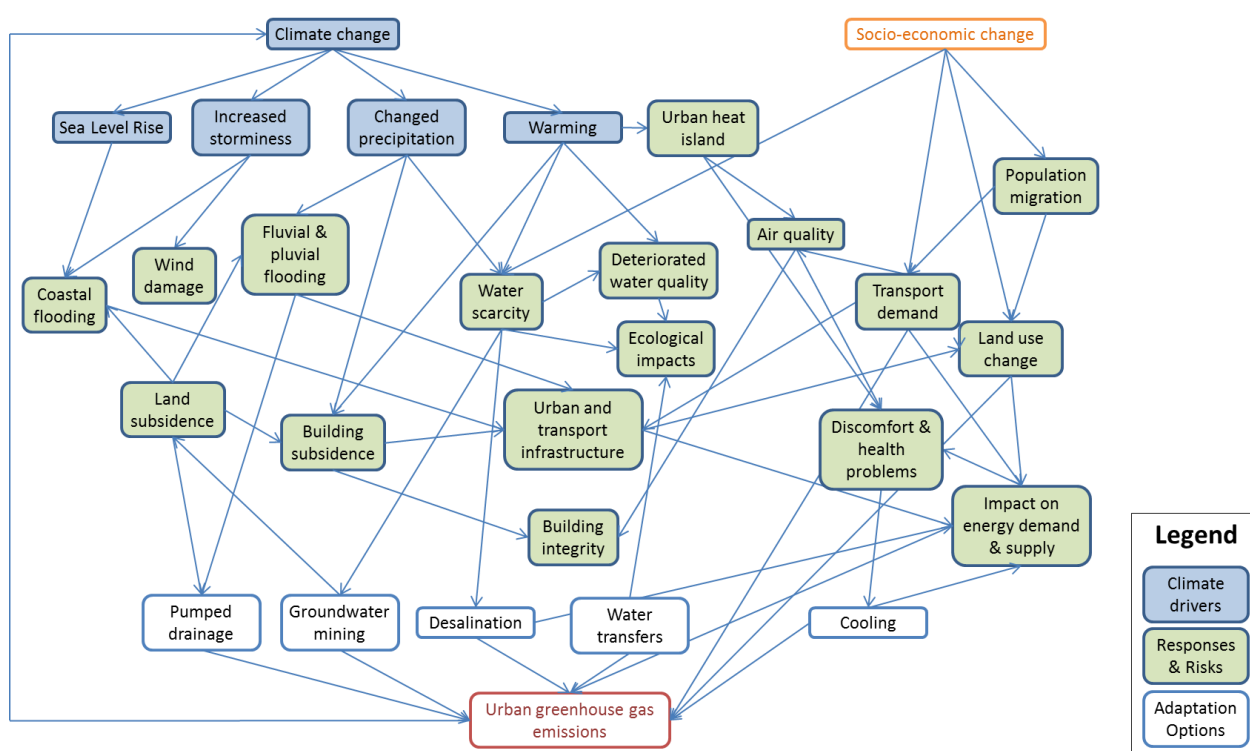 Climate change
Socio-economic change
Sea Level Rise
Increased
storminess
Changed
precipitation
Warming
Urban heat
island
Population
migration
Wind
damage
Fluvial &
pluvial
flooding
Air quality
Coastal
flooding
Water
scarcity
Deteriorated
water quality
Transport
demand
Ecological
impacts
Land use
change
Land
subsidence
Building
subsidence
Urban and
transport
infrastructure
Discomfort &
health
problems
Building
integrity
Impact on
energy demand
& supply
Pumped
drainage
Groundwater
mining
Desalination
Water
transfers
Cooling
Urban greenhouse gas
emissions
Legend
Climate
drivers
Responses
& Risks
Adaptation
Options